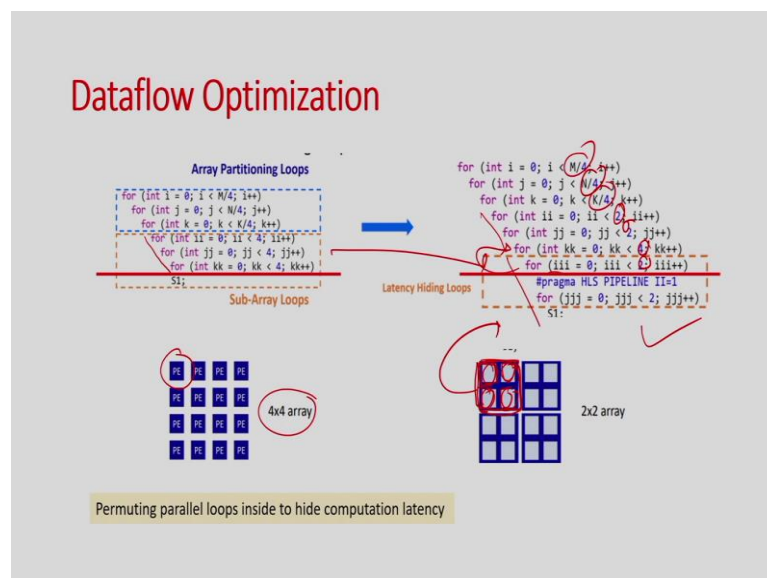 Dataflow Optimization
Array Partitioning Loops
for (int i = 0; i < M/4; i++)
for (int j = 0; j < N/4; j++)
for (int k = 0; k < K/4; k++)
for (int ii = 0; ii < 4; ii++)
for (int jj = 0; jj < 4; jj++)
for (int kk = 0; kk < 4; kk++)
S1;
Sub-Array Loops
for (int i = 0; i < M/4; i++)
for (int j = 0; j < N/4; j++)
for (int k = 0; k < K/4; k++)
for (int ii = 0; ii < 2; ii++)
for (int jj = 0; jj < 2; jj++)
for (int kk = 0; kk < 4; kk++)
for (iii = 0; iii < 2; iii++)
#pragma HLS PIPELINE II=1
for (jjj = 0; jjj < 2; jjj++)
S1;
Latency Hiding Loops
PE PE PE PE
PE PE PE PE
PE PE PE PE
PE PE PE PE
4x4 array
2x2 array
Permuting parallel loops inside to hide computation latency